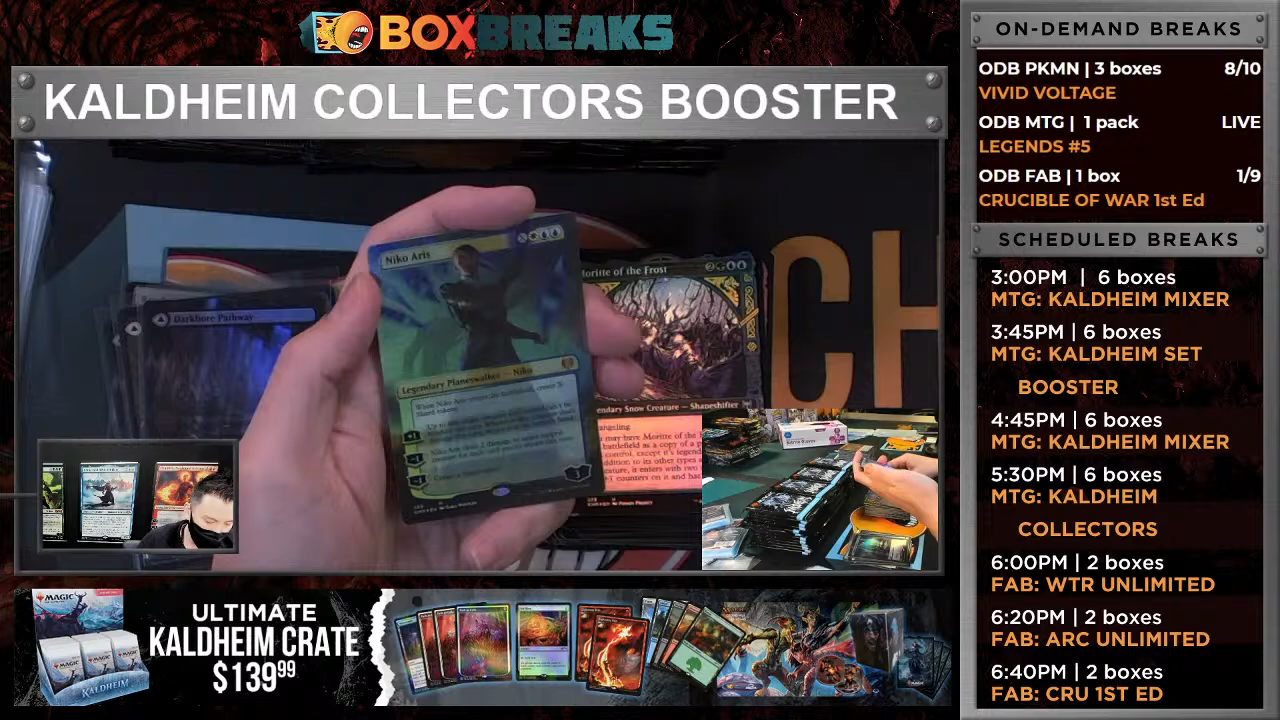 BOXBREAKS
KALDHEIM COLLECTORS BOOSTER
Niko Aris
Legendary Planeswalker — Niko
Darkbore Pathway
Moritte of the Frost
Legendary Snow Creature — Shapeshifter
CH
MAGIC
KALDHEIM
ULTIMATE
KALDHEIM CRATE
$139.99
ON-DEMAND BREAKS
ODB PKMN | 3 boxes 8/10
VIVID VOLTAGE
ODB MTG | 1 pack LIVE
LEGENDS #5
ODB FAB | 1 box 1/9
CRUCIBLE OF WAR 1st Ed
SCHEDULED BREAKS
3:00PM | 6 boxes
MTG: KALDHEIM MIXER
3:45PM | 6 boxes
MTG: KALDHEIM SET
BOOSTER
4:45PM | 6 boxes
MTG: KALDHEIM MIXER
5:30PM | 6 boxes
MTG: KALDHEIM
COLLECTORS
6:00PM | 2 boxes
FAB: WTR UNLIMITED
6:20PM | 2 boxes
FAB: ARC UNLIMITED
6:40PM | 2 boxes
FAB: CRU 1ST ED